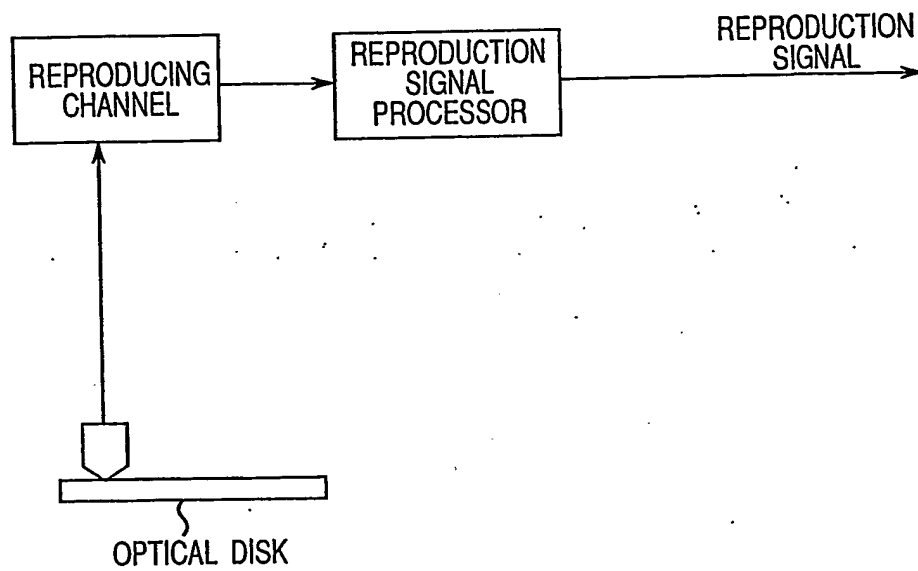 REPRODUCING
CHANNEL
REPRODUCTION
SIGNAL
PROCESSOR
REPRODUCTION
SIGNAL
OPTICAL DISK